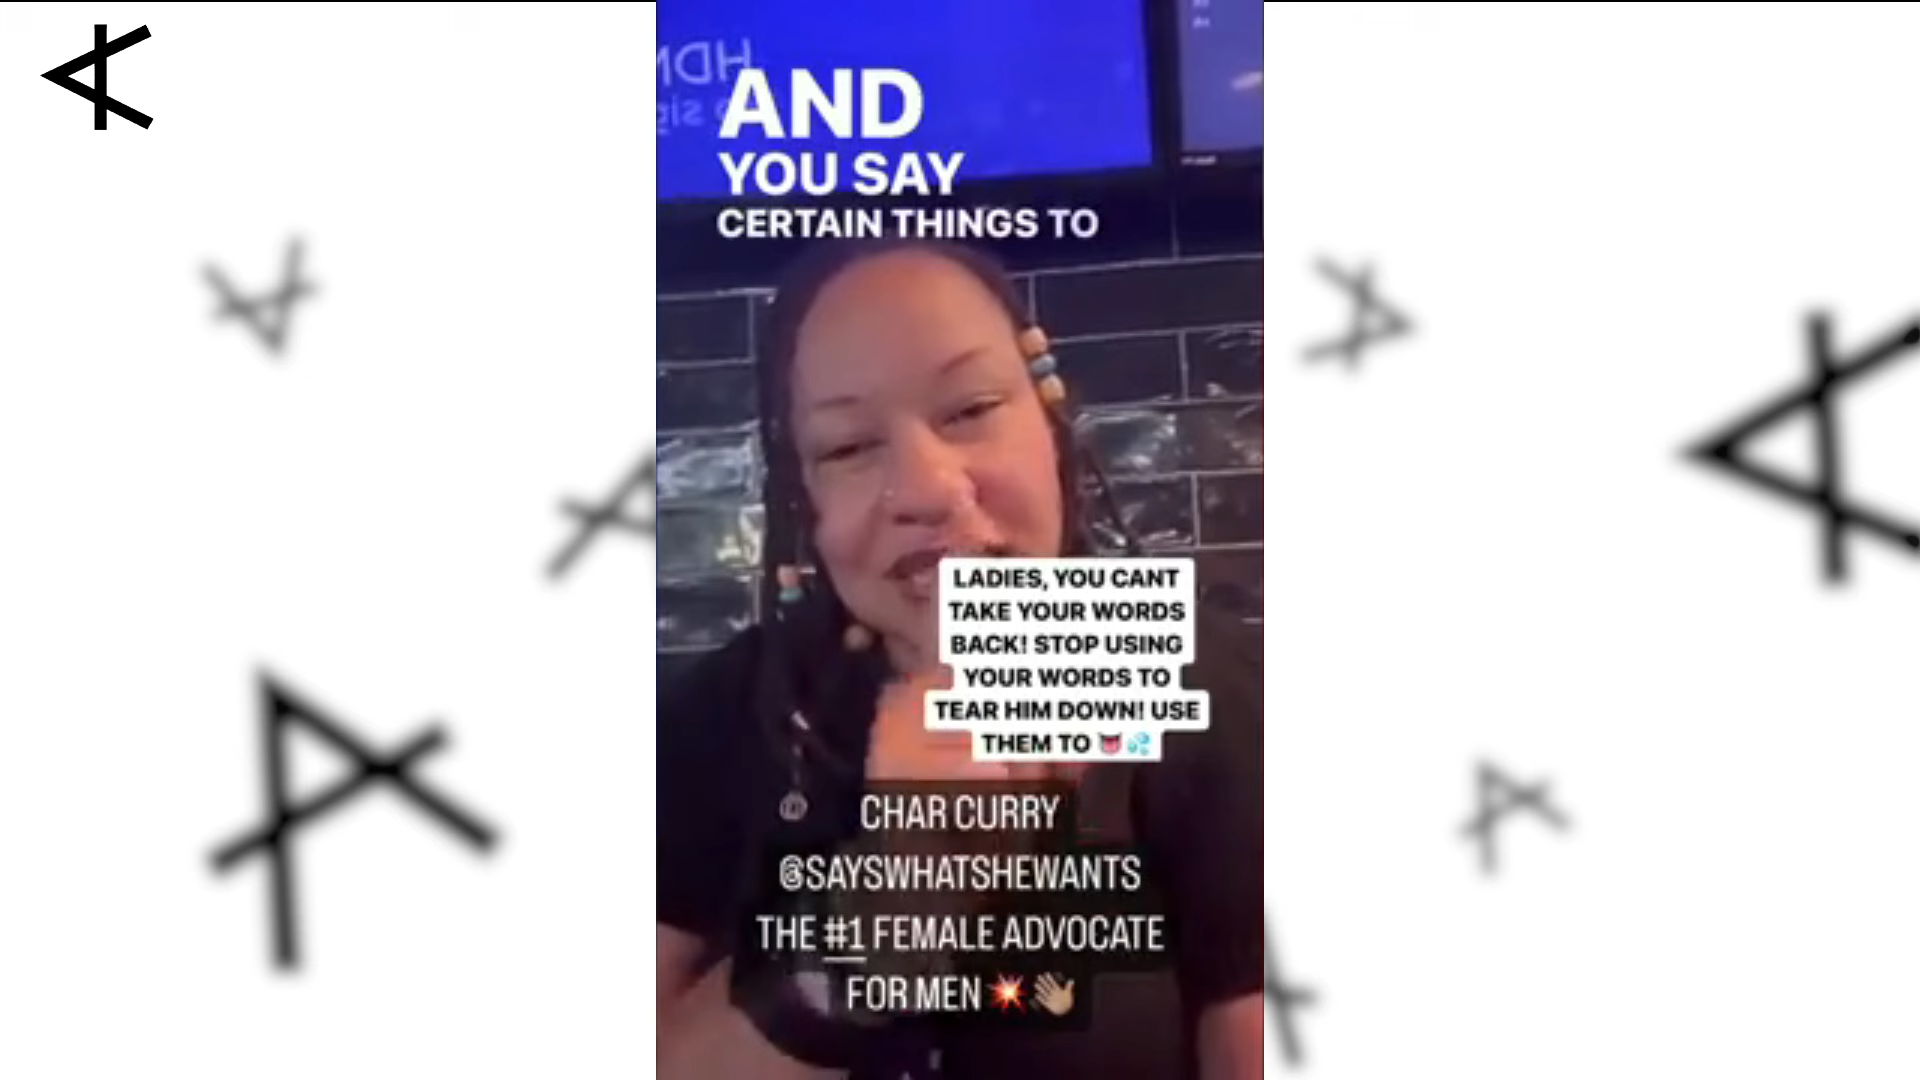 AND
YOU SAY
CERTAIN THINGS TO
LADIES, YOU CANT
TAKE YOUR WORDS
BACK! STOP USING
YOUR WORDS TO
TEAR HIM DOWN! USE
THEM TO 👅💦
CHAR CURRY
@SAYSWHATSHEWANTS
THE #1 FEMALE ADVOCATE
FOR MEN 💥👋🏼